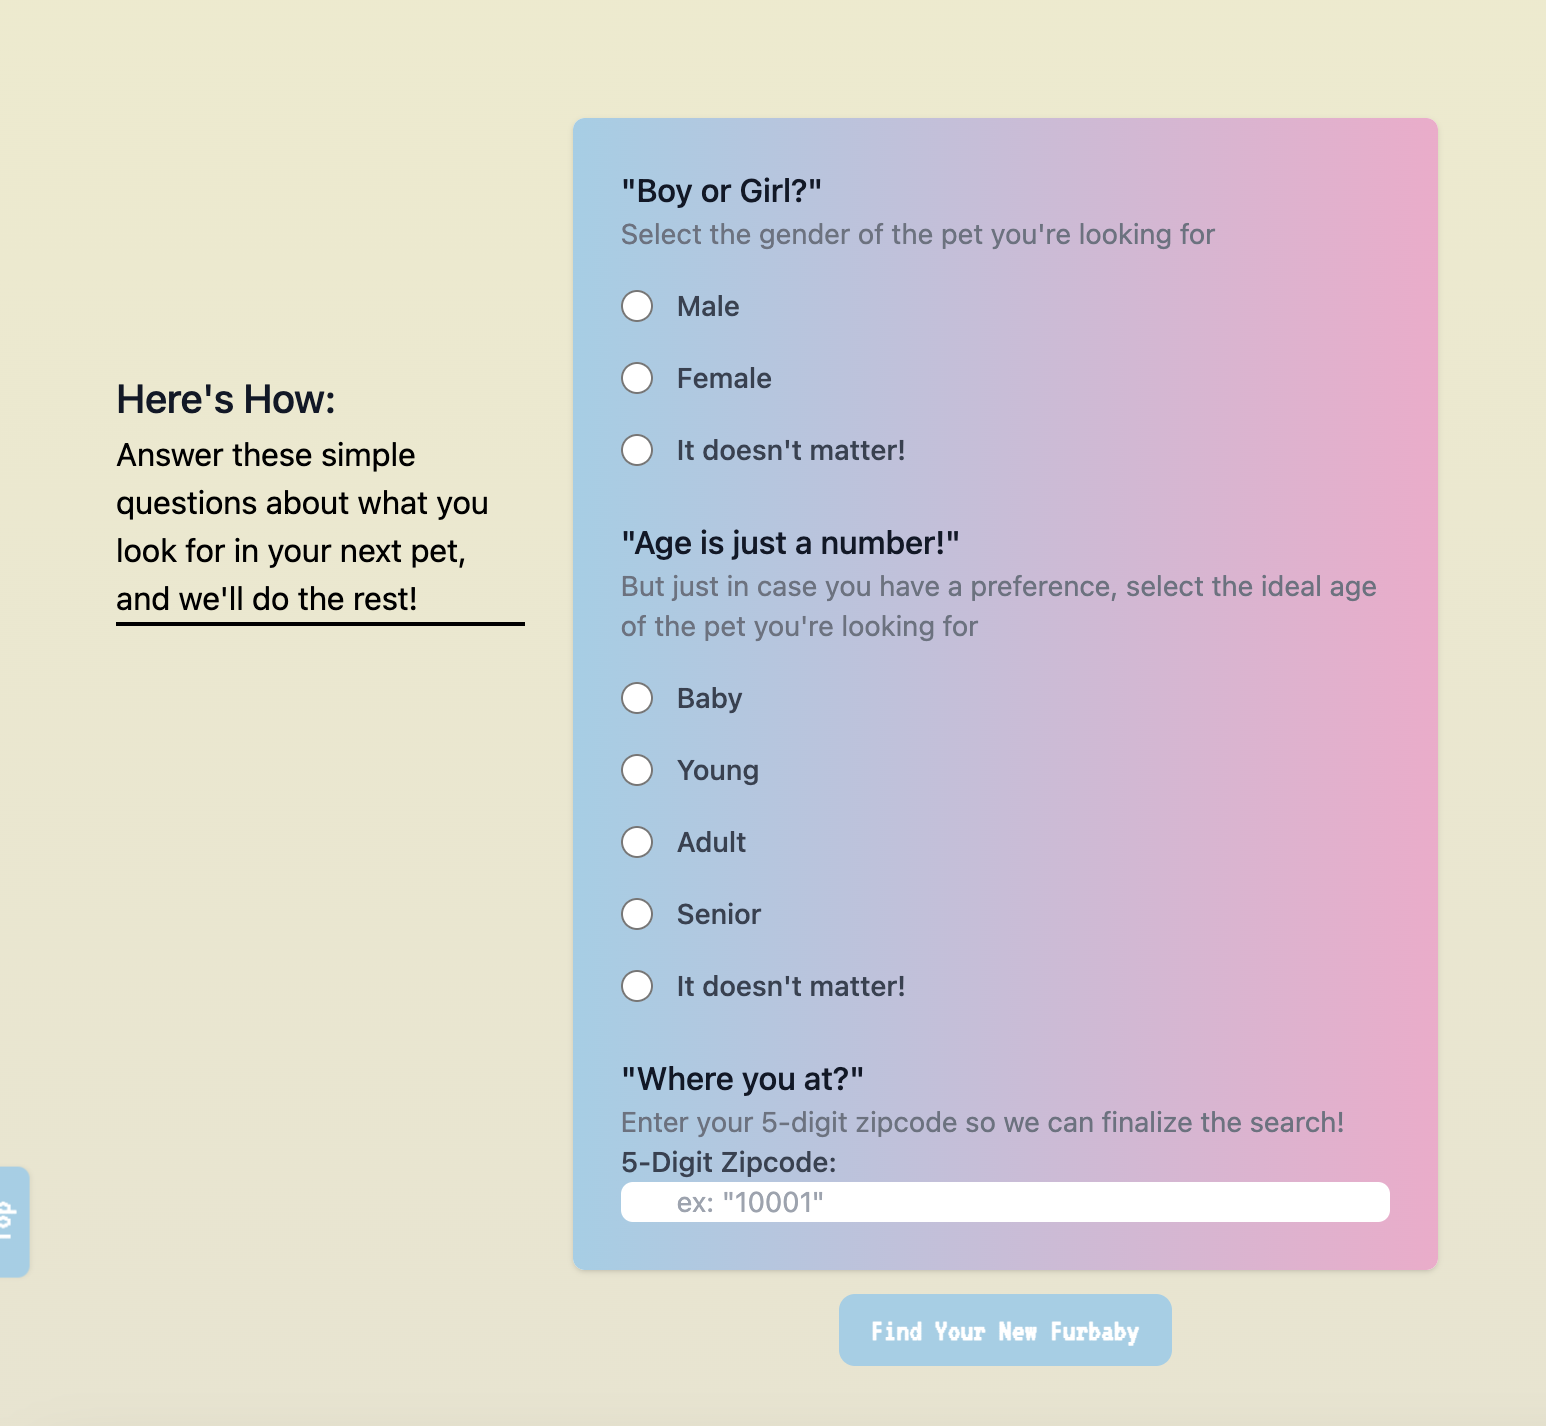 Here's How:
Answer these simple
questions about what you
look for in your next pet,
and we'll do the rest!
"Boy or Girl?"
Select the gender of the pet you're looking for
Male
Female
It doesn't matter!
"Age is just a number!"
But just in case you have a preference, select the ideal age
of the pet you're looking for
Baby
Young
Adult
Senior
It doesn't matter!
"Where you at?"
Enter your 5-digit zipcode so we can finalize the search!
5-Digit Zipcode:
ex: "10001"
Top
Find Your New Furbaby